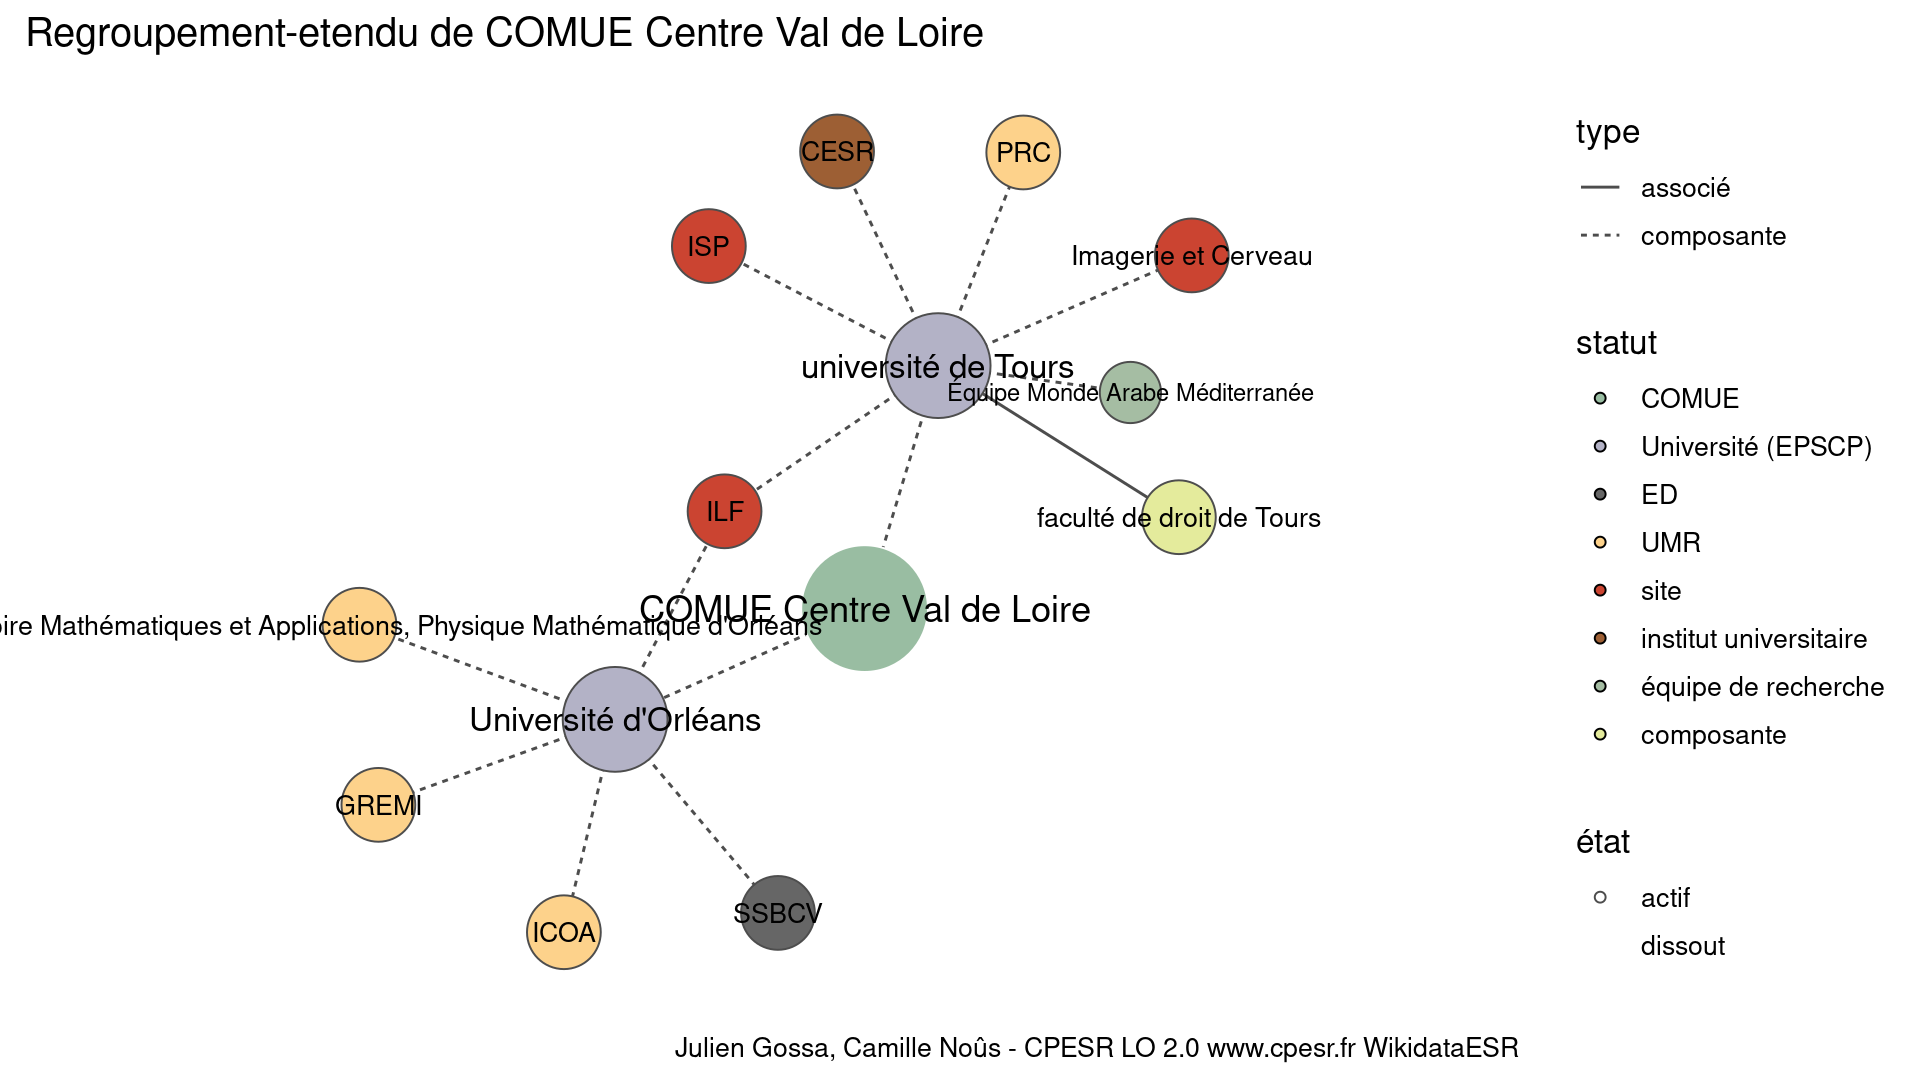 Regroupement-etendu de COMUE Centre Val de Loire
CESR
PRC
ISP
Imagerie et Cerveau
université de Tours
Équipe Monde Arabe Méditerranée
ILF
faculté de droit de Tours
COMUE Centre Val de Loire
Mathématiques et Applications, Physique Mathématique d'Orléans
Université d'Orléans
GREMI
SSBCV
ICOA
type
associé
composante
statut
COMUE
Université (EPSCP)
ED
UMR
site
institut universitaire
équipe de recherche
composante
état
actif
dissout
Julien Gossa, Camille Noûs - CPESR LO 2.0 www.cpesr.fr WikidataESR